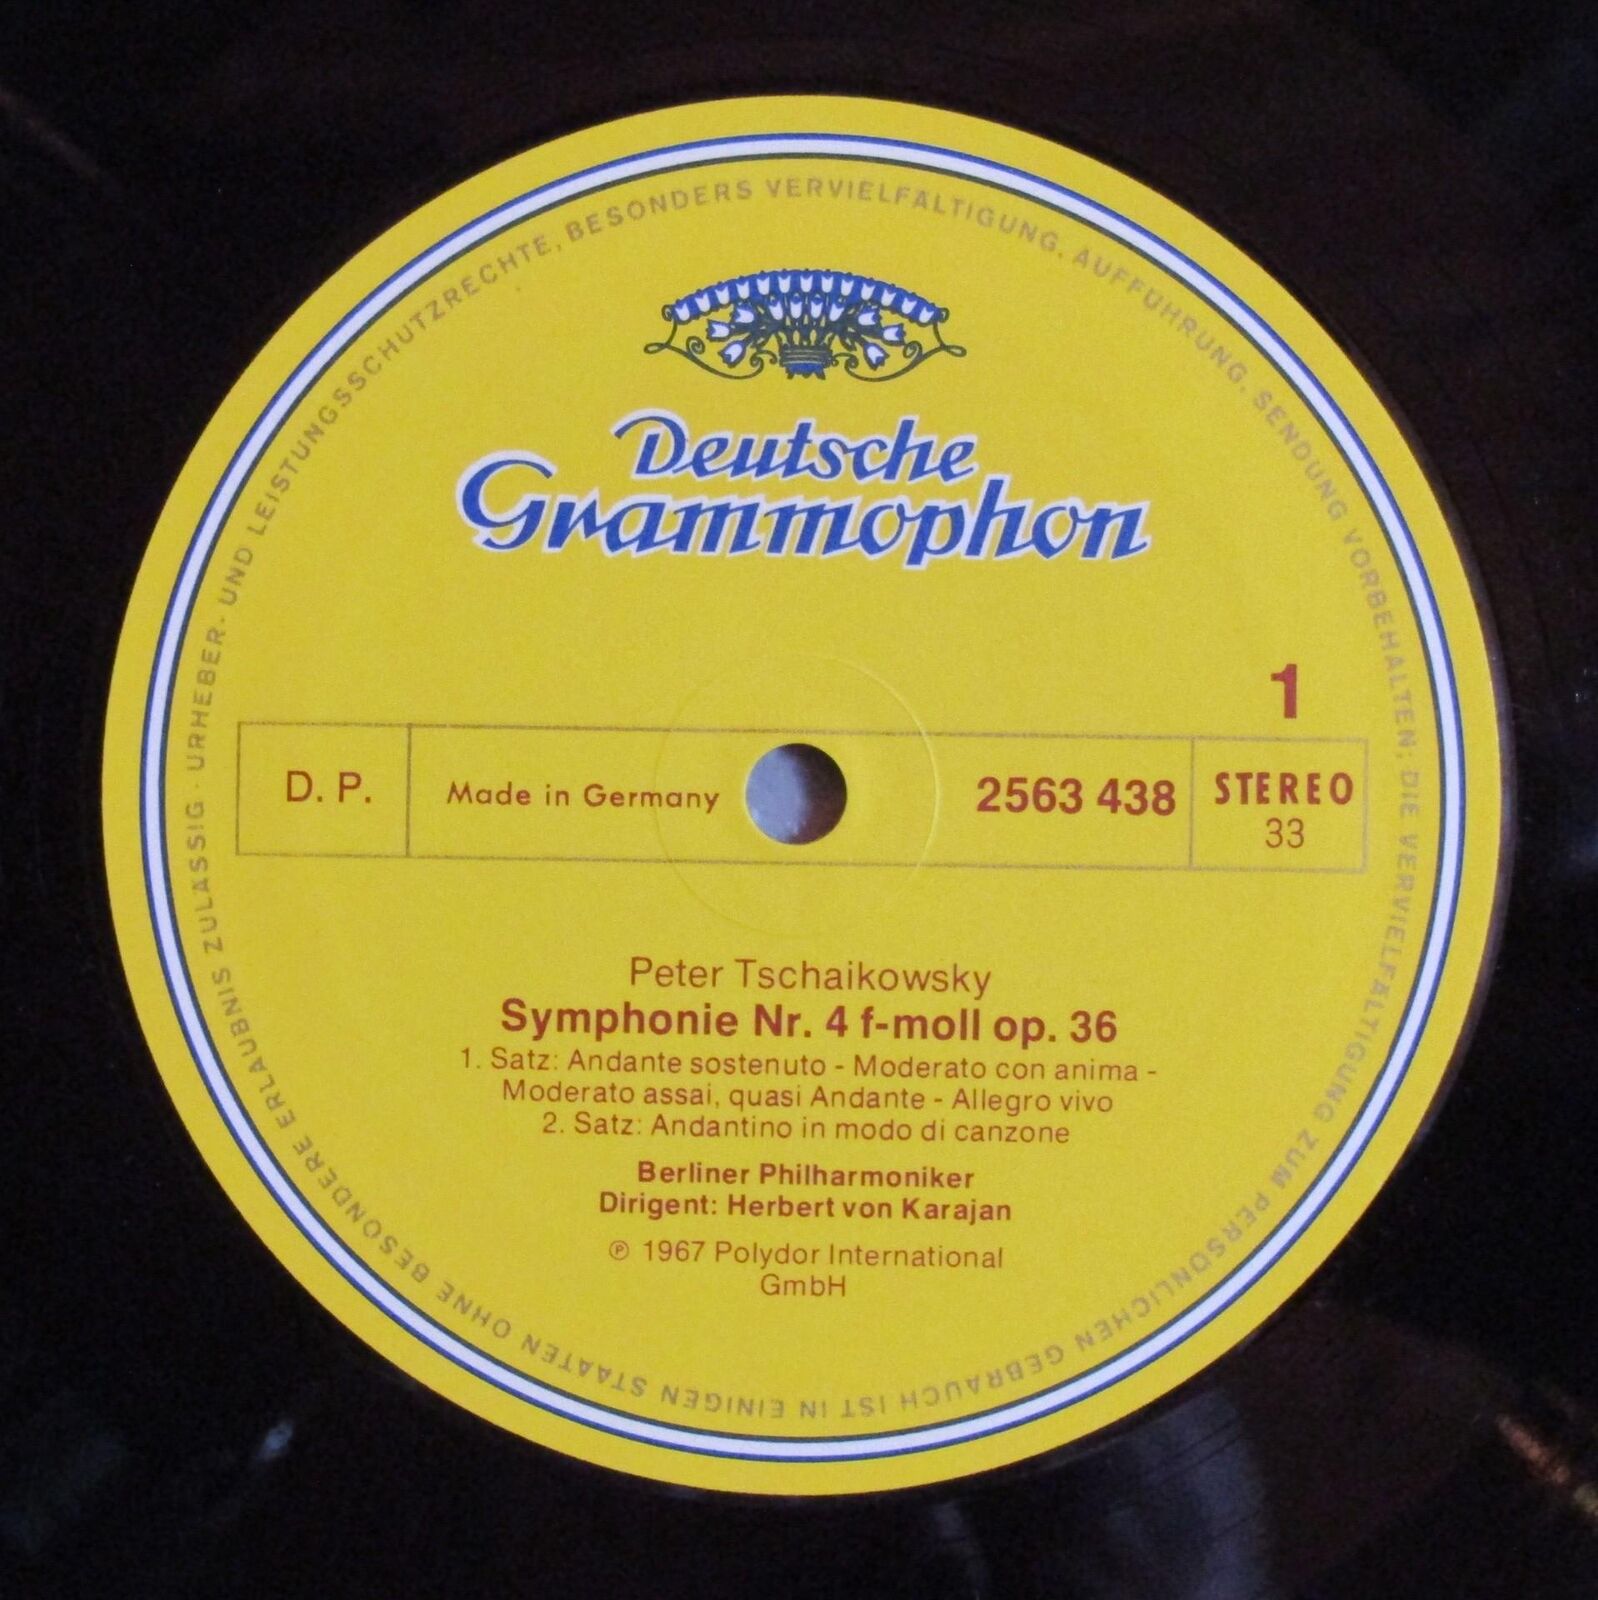 URHEBER- UND LEISTUNGSSCHUTZRECHTE, BESONDERS VERVIELFÄLTIGUNG, AUFFÜHRUNG, SENDUNG VORBEHALTEN; DIE VERVIELFÄLTIGUNG ZUM PERSÖNLICHEN GEBRAUCH IST IN EINIGEN STAATEN OHNE BESONDERE ERLAUBNIS ZULÄSSIG ·
Deutsche
Grammophon
1
D. P.
Made in Germany
2563 438
STEREO
33
Peter Tschaikowsky
Symphonie Nr. 4 f-moll op. 36
1. Satz: Andante sostenuto - Moderato con anima -
Moderato assai, quasi Andante - Allegro vivo
2. Satz: Andantino in modo di canzone
Berliner Philharmoniker
Dirigent: Herbert von Karajan
℗ 1967 Polydor International
GmbH